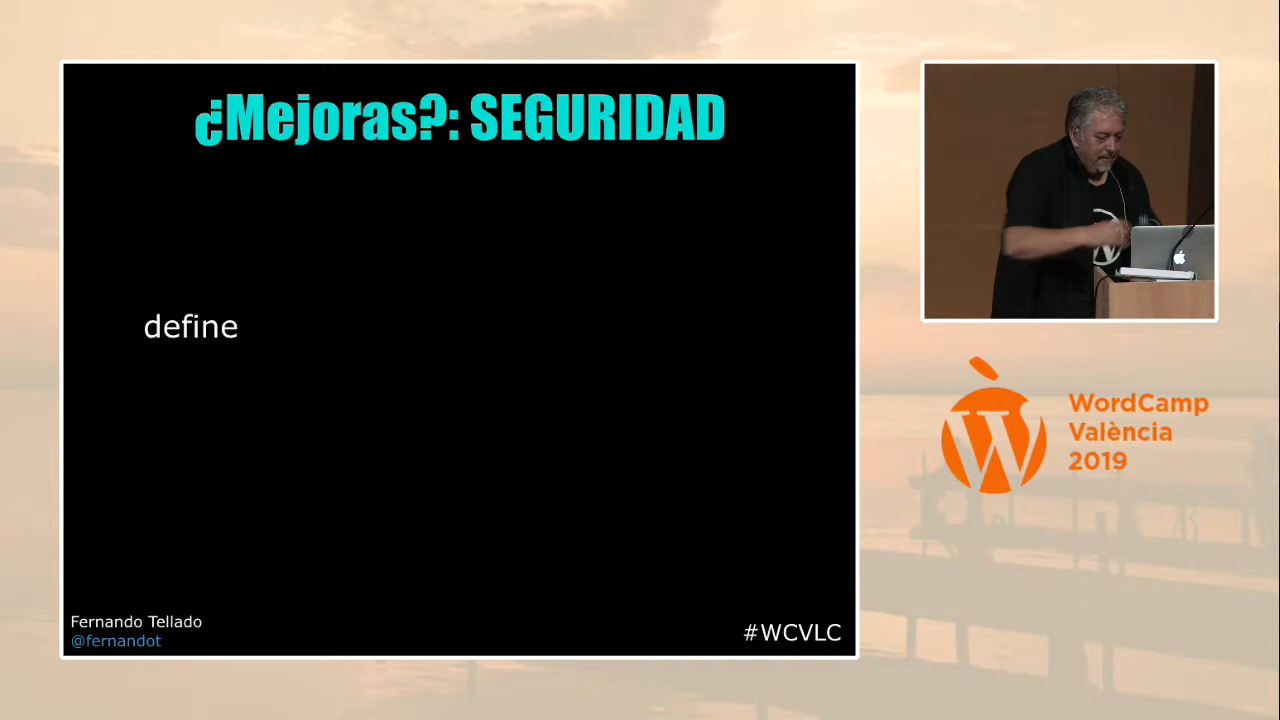 ¿Mejoras?: SEGURIDAD
define
Fernando Tellado
@fernandot
#WCVLC
WordCamp
València
2019